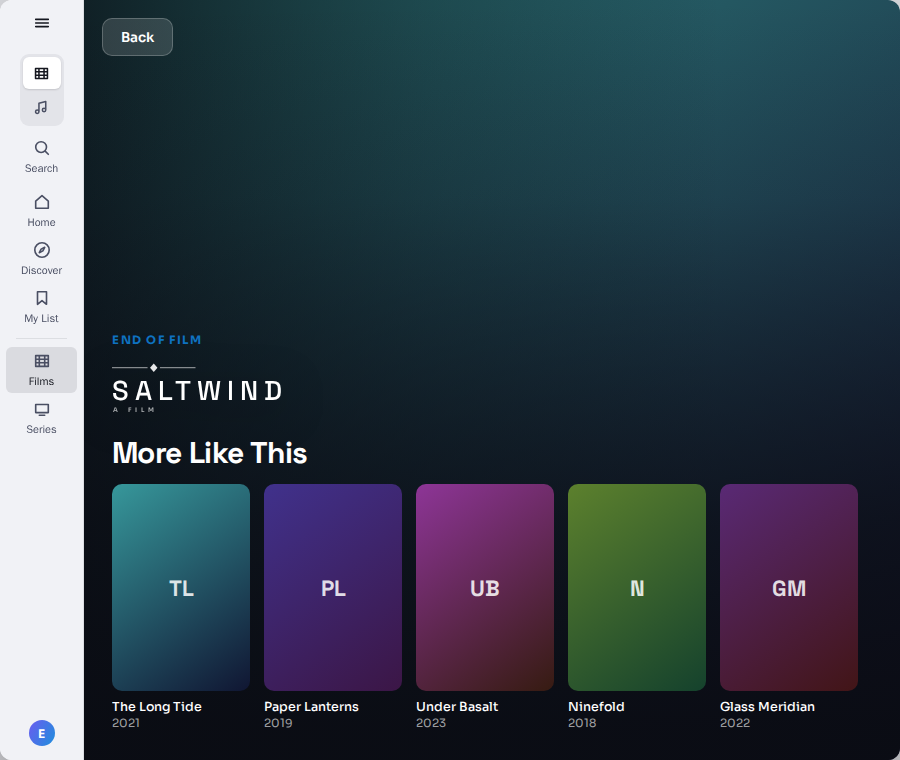 Back
Search
Home
Discover
My List
Films
Series
E
END OF FILM
SALTWIND
A FILM
More Like This
TL
PL
UB
N
GM
The Long Tide
2021
Paper Lanterns
2019
Under Basalt
2023
Ninefold
2018
Glass Meridian
2022